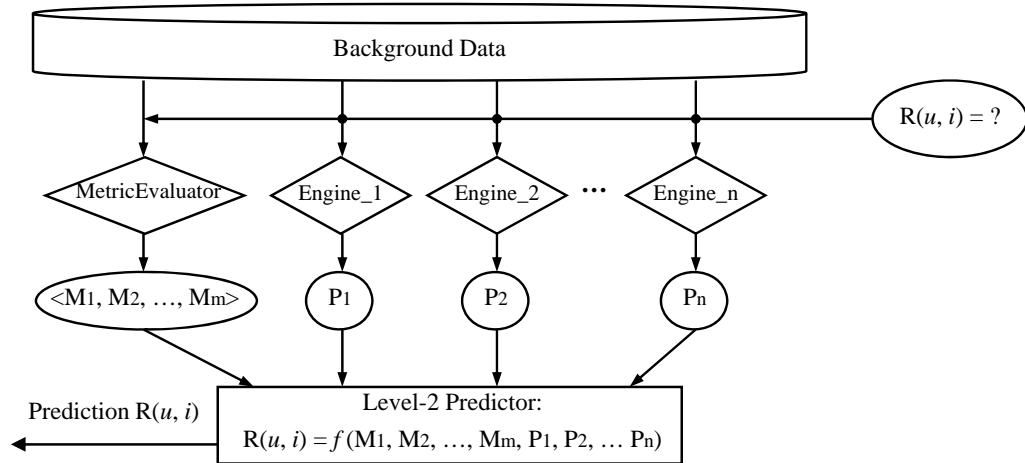 Background Data
R(u, i) = ?
MetricEvaluator
Engine_1
Engine_2
...
Engine_n
<M1, M2, …, Mm>
P1
P2
Pn
Level-2 Predictor:
Prediction R(u, i)
R(u, i) = f (M1, M2, …, Mm, P1, P2, … Pn)